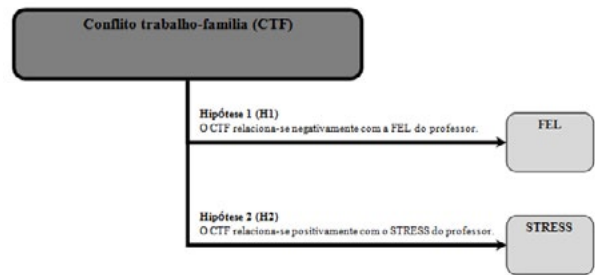 Conflito trabalho-família (CTF)
Hipótese 1 (H1)
O CTF relaciona-se negativamente com a FEL do professor.
FEL
Hipótese 2 (H2)
O CTF relaciona-se positivamente com o STRESS do professor.
STRESS